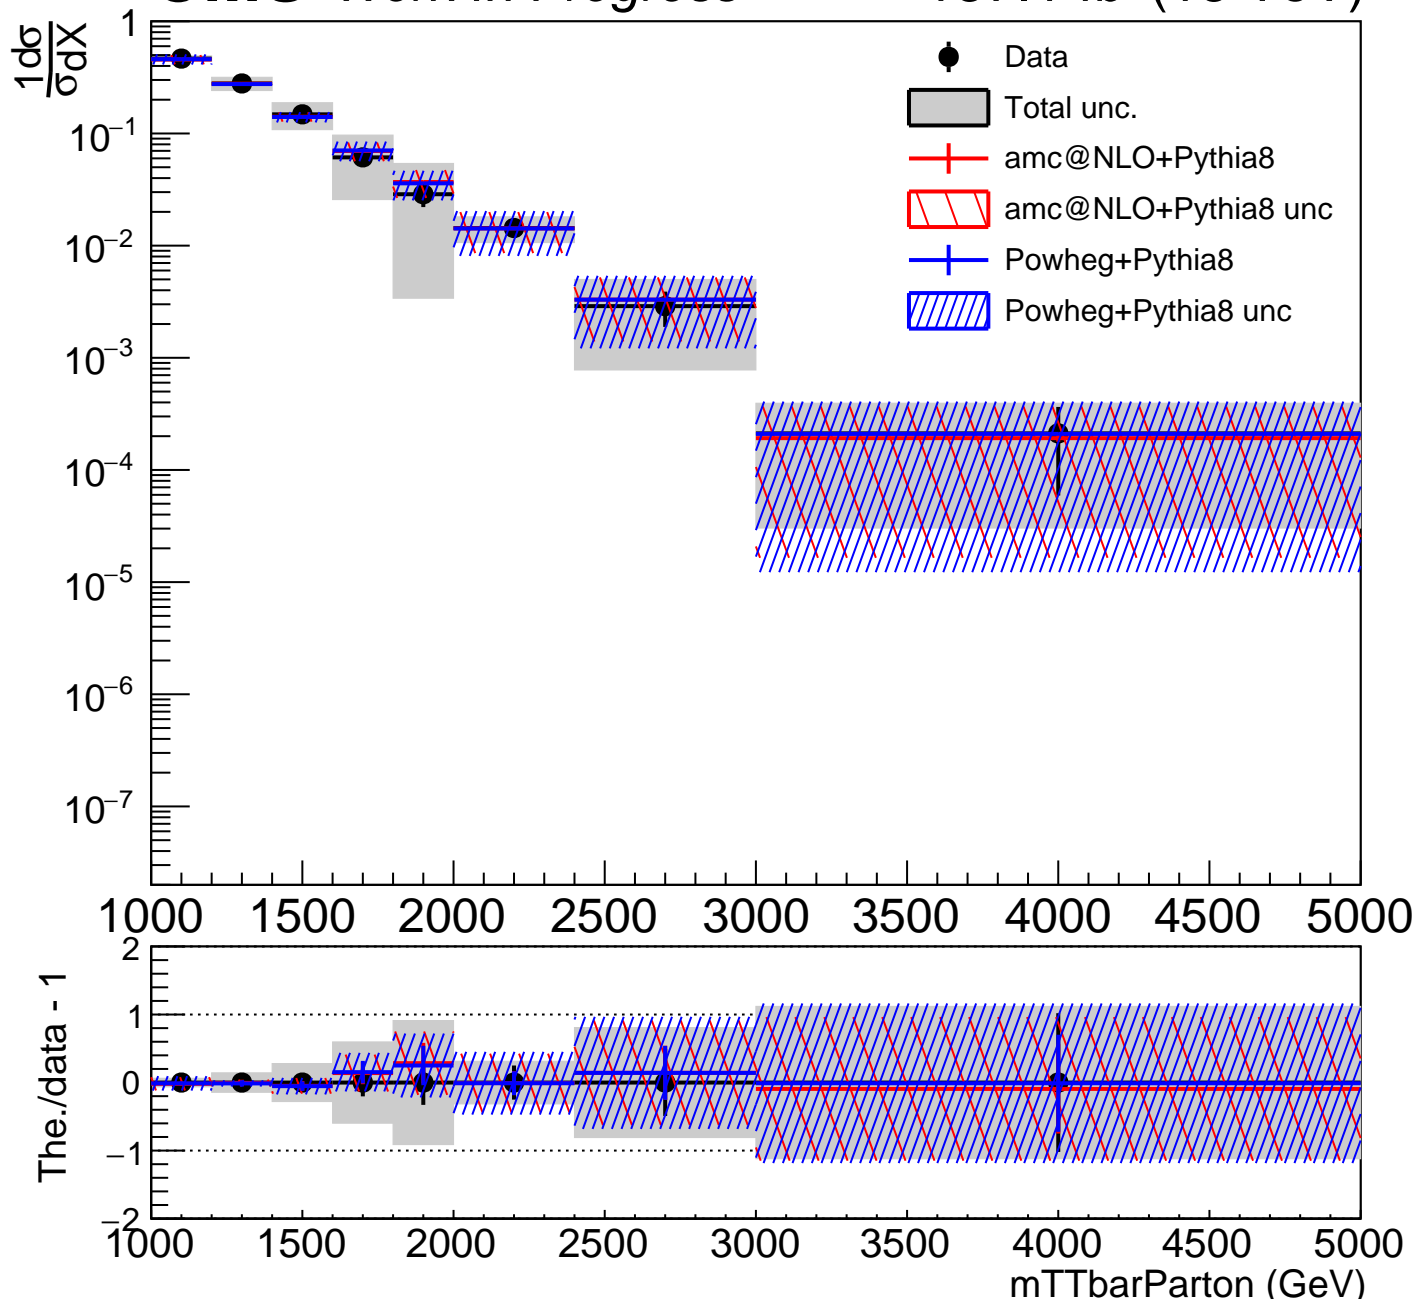 Work in Progress
1dσ
σdX
1
10⁻¹
10⁻²
10⁻³
10⁻⁴
10⁻⁵
10⁻⁶
10⁻⁷
Data
Total unc.
amc@NLO+Pythia8
amc@NLO+Pythia8 unc
Powheg+Pythia8
Powheg+Pythia8 unc
1000 1500 2000 2500 3000 3500 4000 4500 5000
The./data - 1
2
1
0
−1
−2
1000 1500 2000 2500 3000 3500 4000 4500 5000
mTTbarParton (GeV)